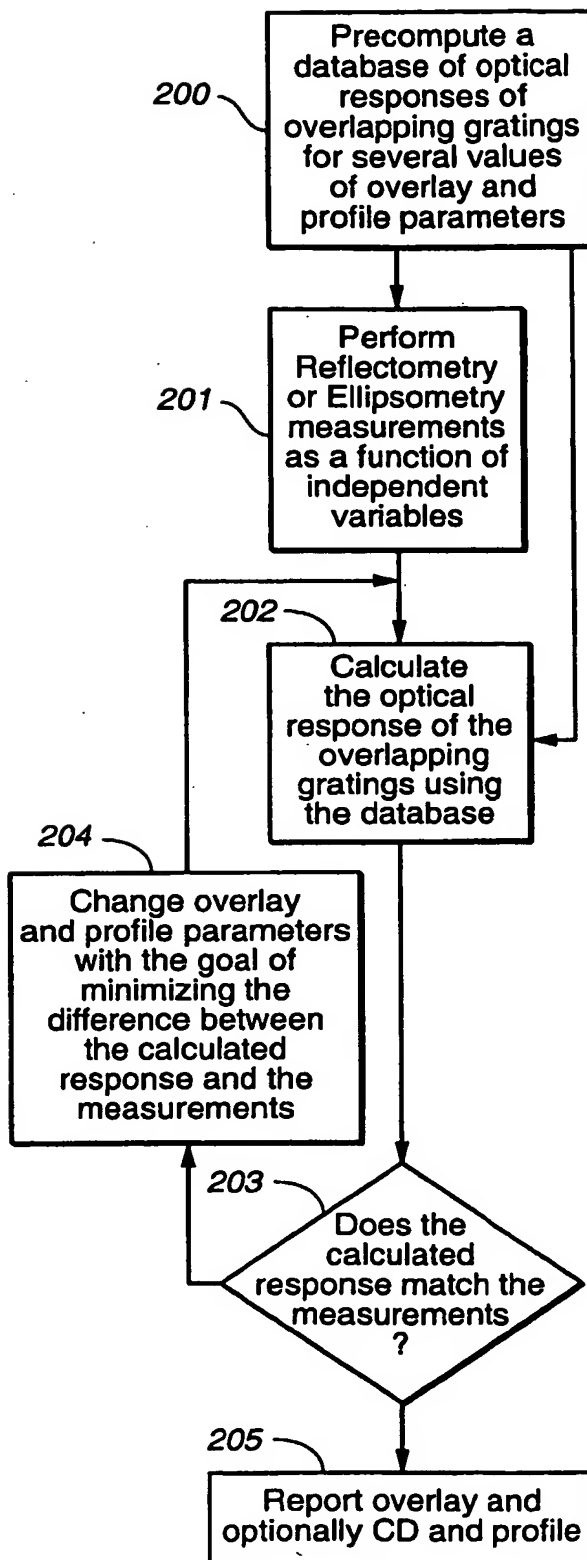 200
Precompute a
database of optical
responses of
overlapping gratings
for several values
of overlay and
profile parameters
201
Perform
Reflectometry
or Ellipsometry
measurements
as a function of
independent
variables
202
Calculate
the optical
response of the
overlapping
gratings using
the database
204
Change overlay
and profile parameters
with the goal of
minimizing the
difference between
the calculated
response and the
measurements
203
Does the
calculated
response match the
measurements
?
205
Report overlay and
optionally CD and profile